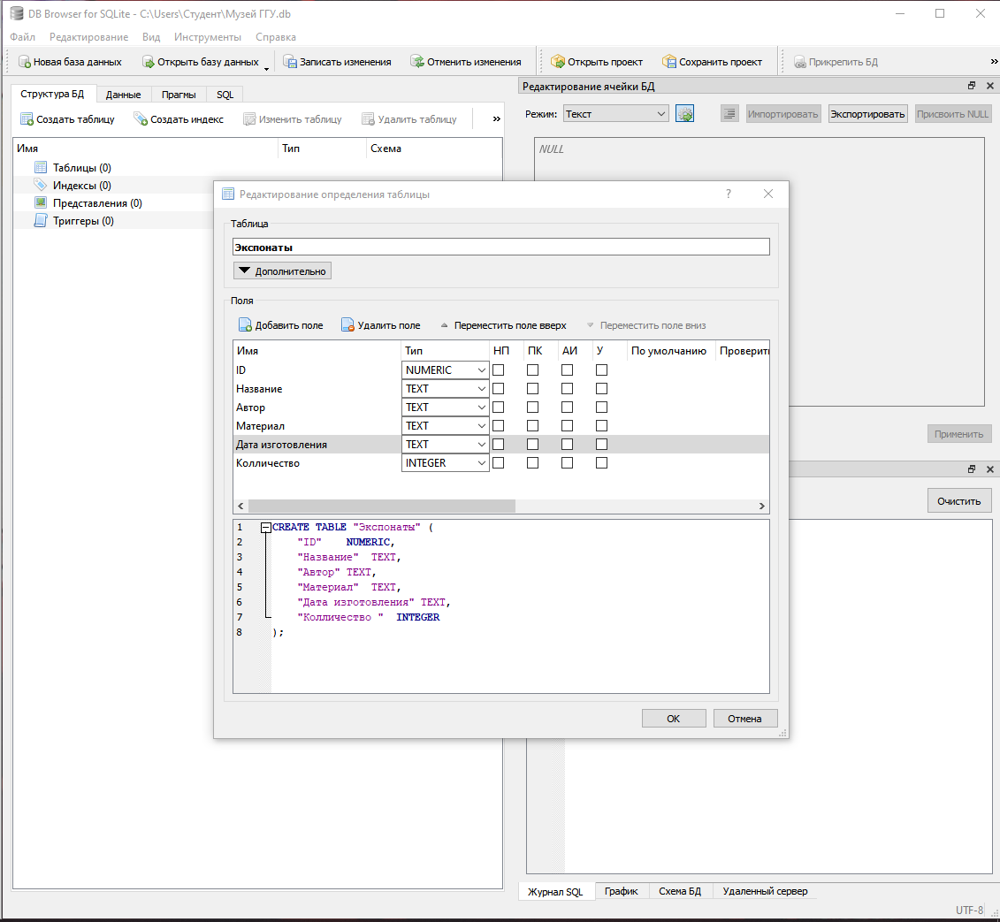 DB Browser for SQLite - C:\Users\Студент\Музей ГГУ.db
Файл Редактирование Вид Инструменты Справка
Новая база данных Открыть базу данных Записать изменения Отменить изменения Открыть проект Сохранить проект Прикрепить БД »
Структура БД Данные Прагмы SQL
Создать таблицу Создать индекс Изменить таблицу Удалить таблицу »
Имя Тип Схема
Таблицы (0)
Индексы (0)
Представления (0)
Триггеры (0)
Редактирование ячейки БД
Режим: Текст Импортировать Экспортировать Присвоить NULL
NULL
Применить
Очистить
Редактирование определения таблицы ?
Таблица
Экспонаты
Дополнительно
Поля
Добавить поле Удалить поле Переместить поле вверх Переместить поле вниз
Имя Тип НП ПК АИ У По умолчанию Проверить
ID NUMERIC
Название TEXT
Автор TEXT
Материал TEXT
Дата изготовления TEXT
Колличество INTEGER
1 CREATE TABLE "Экспонаты" (
2 "ID" NUMERIC,
3 "Название" TEXT,
4 "Автор" TEXT,
5 "Материал" TEXT,
6 "Дата изготовления" TEXT,
7 "Колличество " INTEGER
8 );
OK Отмена
Журнал SQL График Схема БД Удаленный сервер
UTF-8